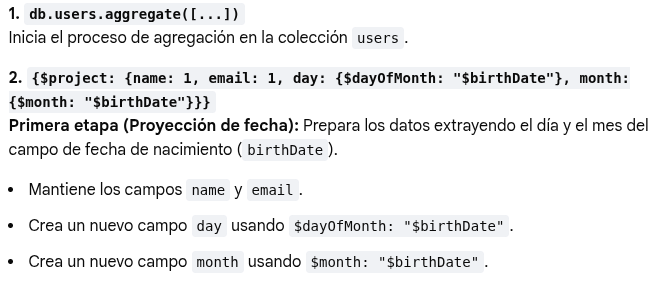 1. db.users.aggregate([...])
Inicia el proceso de agregación en la colección users.
2. {$project: {name: 1, email: 1, day: {$dayOfMonth: "$birthDate"}, month:
{$month: "$birthDate"}}}
Primera etapa (Proyección de fecha): Prepara los datos extrayendo el día y el mes del
campo de fecha de nacimiento (birthDate).
• Mantiene los campos name y email.
• Crea un nuevo campo day usando $dayOfMonth: "$birthDate".
• Crea un nuevo campo month usando $month: "$birthDate".